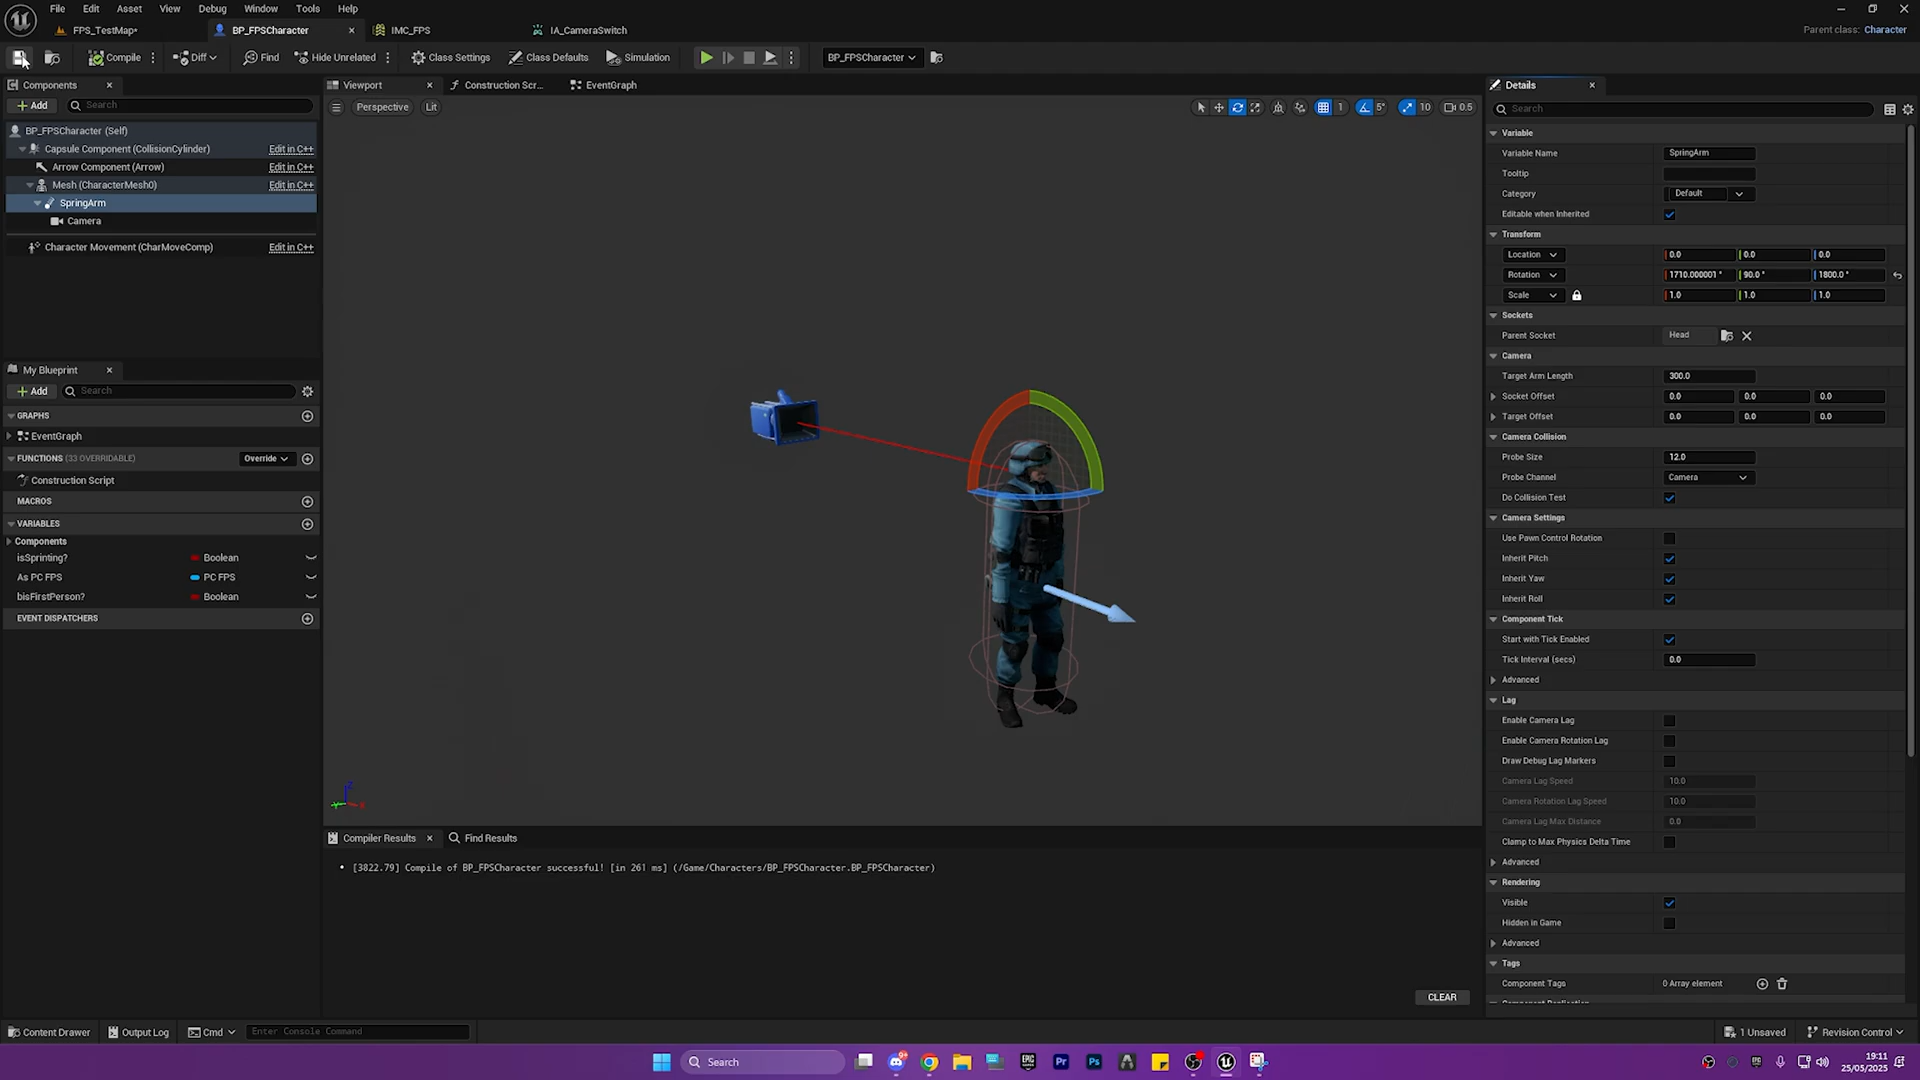 File Edit Asset View Window Debug Tools Help
FPS_TestMap* BP_FPSCharacter IMC_FPS IA_CameraSwitch Parent class: Character
Compile Diff Find Hide Unrelated Class Settings Class Defaults Simulation BP_FPSCharacter
Components Viewport Construction Scr... EventGraph Details
Add Search Perspective Lit 1 5° 10 0.5 Search
BP_FPSCharacter (Self)
Capsule Component (CollisionCylinder) Edit in C++
Arrow Component (Arrow) Edit in C++
Mesh (CharacterMesh0) Edit in C++
SpringArm
Camera
Character Movement (CharMoveComp) Edit in C++
My Blueprint
Add Search
GRAPHS
EventGraph
FUNCTIONS (33 OVERRIDABLE) Override
Construction Script
MACROS
VARIABLES
Components
isSprinting? Boolean
As PC FPS PC FPS
bisFirstPerson? Boolean
EVENT DISPATCHERS
Compiler Results Find Results
• [3822.79] Compile of BP_FPSCharacter successful! [in 261 ms] (/Game/Characters/BP_FPSCharacter.BP_FPSCharacter)
CLEAR
Variable
Variable Name SpringArm
Tooltip
Category Default
Editable when Inherited
Transform
Location 0.0 0.0 0.0
Rotation 1710.000001 ° 90.0 ° 1800.0 °
Scale 1.0 1.0 1.0
Sockets
Parent Socket Head
Camera
Target Arm Length 300.0
Socket Offset 0.0 0.0 0.0
Target Offset 0.0 0.0 0.0
Camera Collision
Probe Size 12.0
Probe Channel Camera
Do Collision Test
Camera Settings
Use Pawn Control Rotation
Inherit Pitch
Inherit Yaw
Inherit Roll
Component Tick
Start with Tick Enabled
Tick Interval (secs) 0.0
Advanced
Lag
Enable Camera Lag
Enable Camera Rotation Lag
Draw Debug Lag Markers
Camera Lag Speed 10.0
Camera Rotation Lag Speed 10.0
Camera Lag Max Distance 0.0
Clamp to Max Physics Delta Time
Advanced
Rendering
Visible
Hidden in Game
Advanced
Tags
Component Tags 0 Array element
Component Replication
Content Drawer Output Log Cmd Enter Console Command 1 Unsaved Revision Control
Search 19:11
25/05/2025